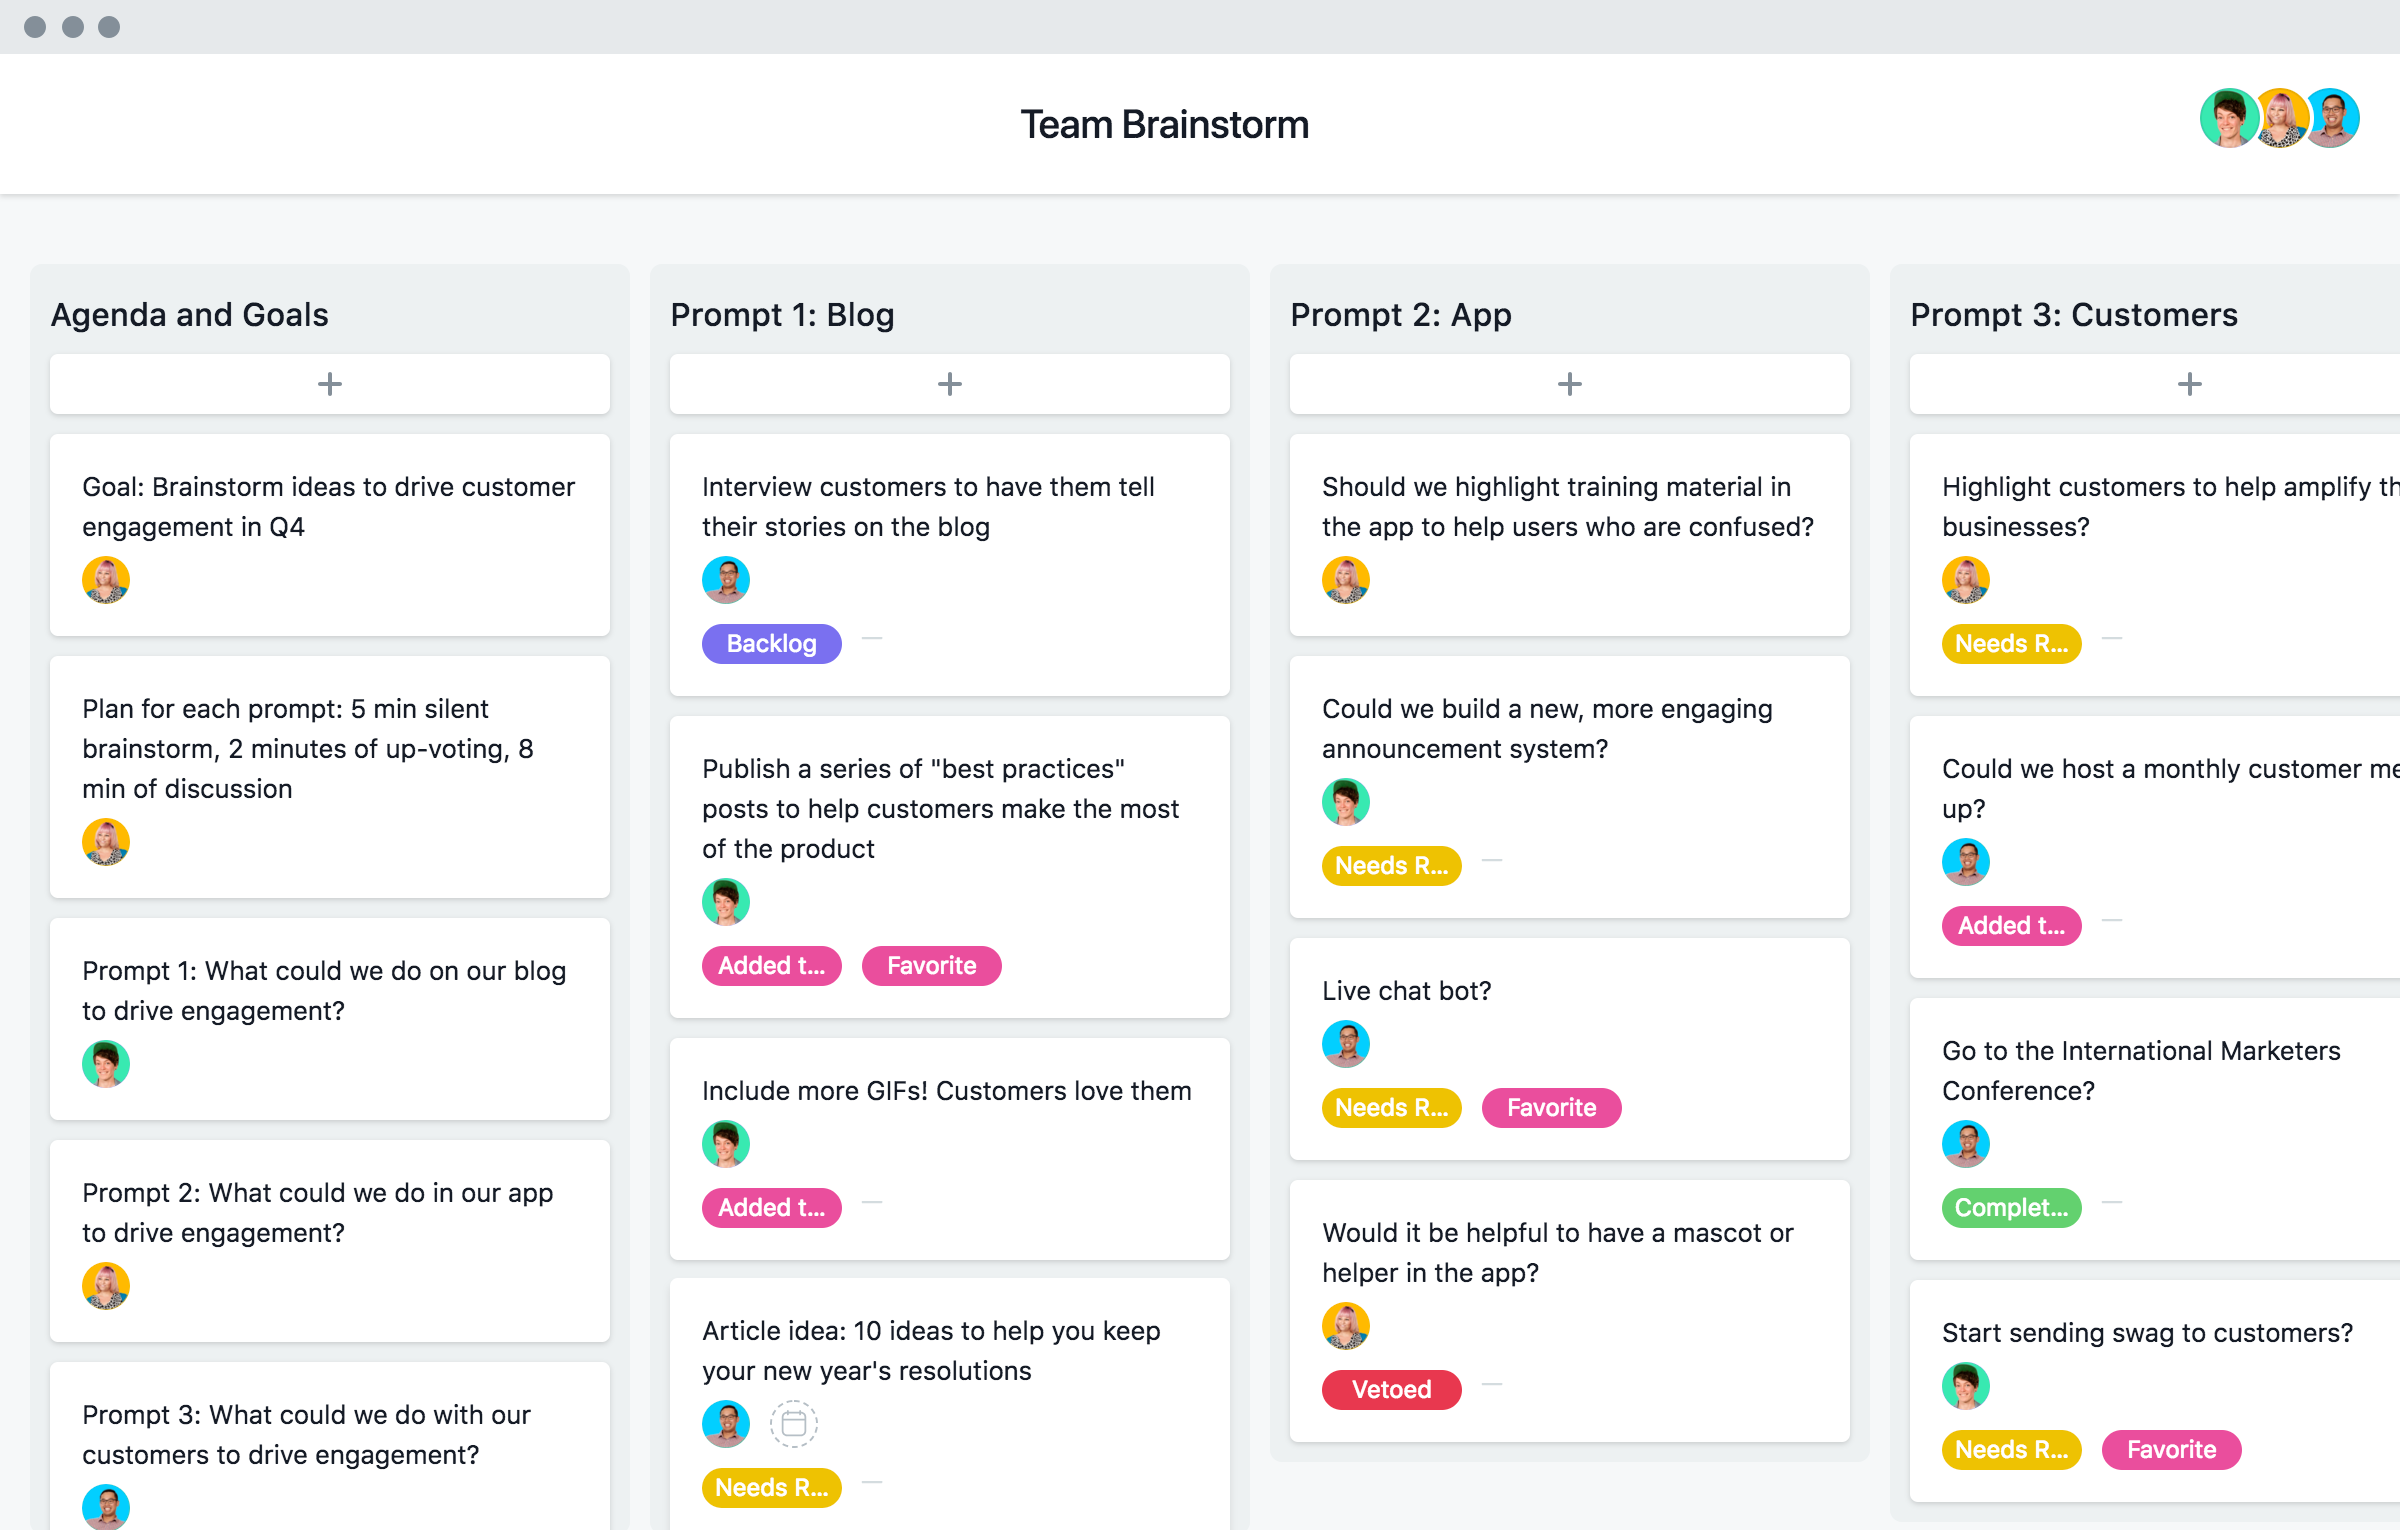 Team Brainstorm
Agenda and Goals
Goal: Brainstorm ideas to drive customer
engagement in Q4
Plan for each prompt: 5 min silent
brainstorm, 2 minutes of up-voting, 8
min of discussion
Prompt 1: What could we do on our blog
to drive engagement?
Prompt 2: What could we do in our app
to drive engagement?
Prompt 3: What could we do with our
customers to drive engagement?
Prompt 1: Blog
Interview customers to have them tell
their stories on the blog
Backlog
Publish a series of "best practices"
posts to help customers make the most
of the product
Added t...
Favorite
Include more GIFs! Customers love them
Added t...
Article idea: 10 ideas to help you keep
your new year's resolutions
Needs R...
Prompt 2: App
Should we highlight training material in
the app to help users who are confused?
Could we build a new, more engaging
announcement system?
Needs R...
Live chat bot?
Needs R...
Favorite
Would it be helpful to have a mascot or
helper in the app?
Vetoed
Prompt 3: Customers
Highlight customers to help amplify
businesses?
Needs R...
Could we host a monthly customer
up?
Added t...
Go to the International Marketers
Conference?
Complet...
Start sending swag to customers?
Needs R...
Favorite